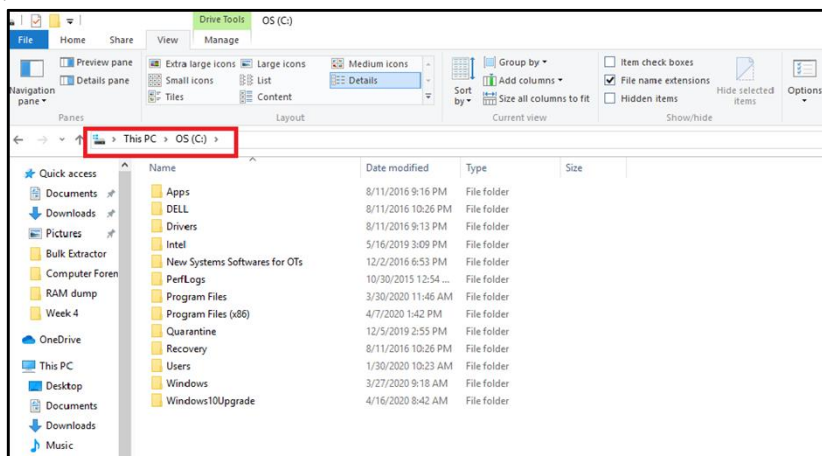 Drive Tools OS (C:)
File Home Share View Manage
Preview pane Extra large icons Large icons Medium icons Group by Item check boxes
Details pane Small icons List Details Add columns File name extensions
Navigation pane Tiles Content Sort by Size all columns to fit Hidden items Hide selected items Options
Panes Layout Current view Show/hide
This PC > OS (C:) >
Name Date modified Type Size
Quick access
Documents
Downloads
Pictures
Bulk Extractor
Computer Foren
RAM dump
Week 4
OneDrive
This PC
Desktop
Documents
Downloads
Music
Apps 8/11/2016 9:16 PM File folder
DELL 8/11/2016 10:26 PM File folder
Drivers 8/11/2016 9:13 PM File folder
Intel 5/16/2019 3:09 PM File folder
New Systems Softwares for OTs 12/2/2016 6:53 PM File folder
PerfLogs 10/30/2015 12:54 ... File folder
Program Files 3/30/2020 11:46 AM File folder
Program Files (x86) 4/7/2020 1:42 PM File folder
Quarantine 12/5/2019 2:55 PM File folder
Recovery 8/11/2016 10:26 PM File folder
Users 1/30/2020 10:23 AM File folder
Windows 3/27/2020 9:18 AM File folder
Windows10Upgrade 4/16/2020 8:42 AM File folder